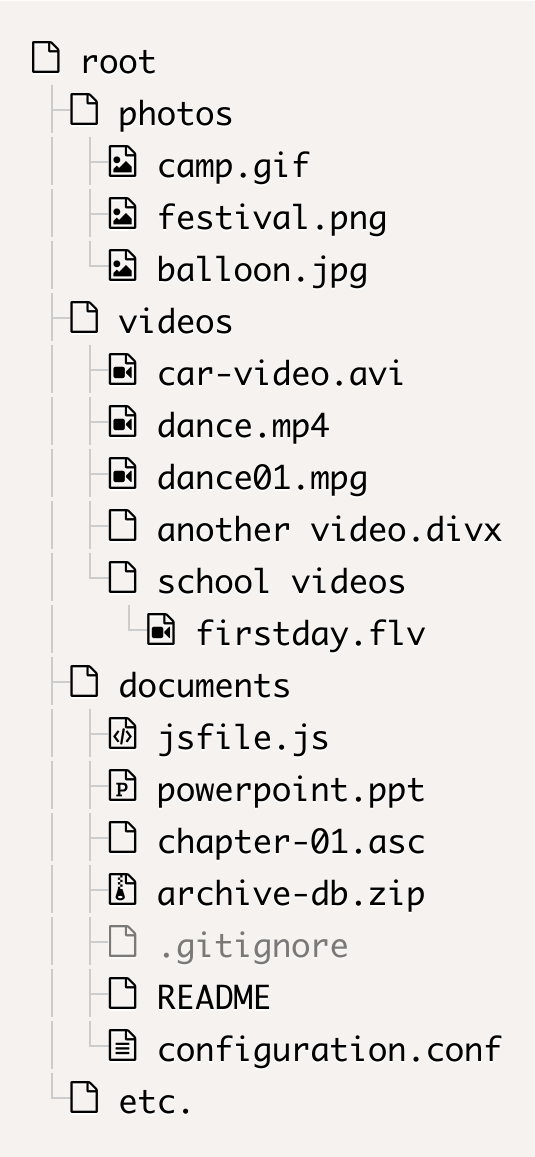 root
photos
camp.gif
festival.png
balloon.jpg
videos
car-video.avi
dance.mp4
dance01.mpg
another video.divx
school videos
firstday.flv
documents
jsfile.js
powerpoint.ppt
chapter-01.asc
archive-db.zip
.gitignore
README
configuration.conf
etc.